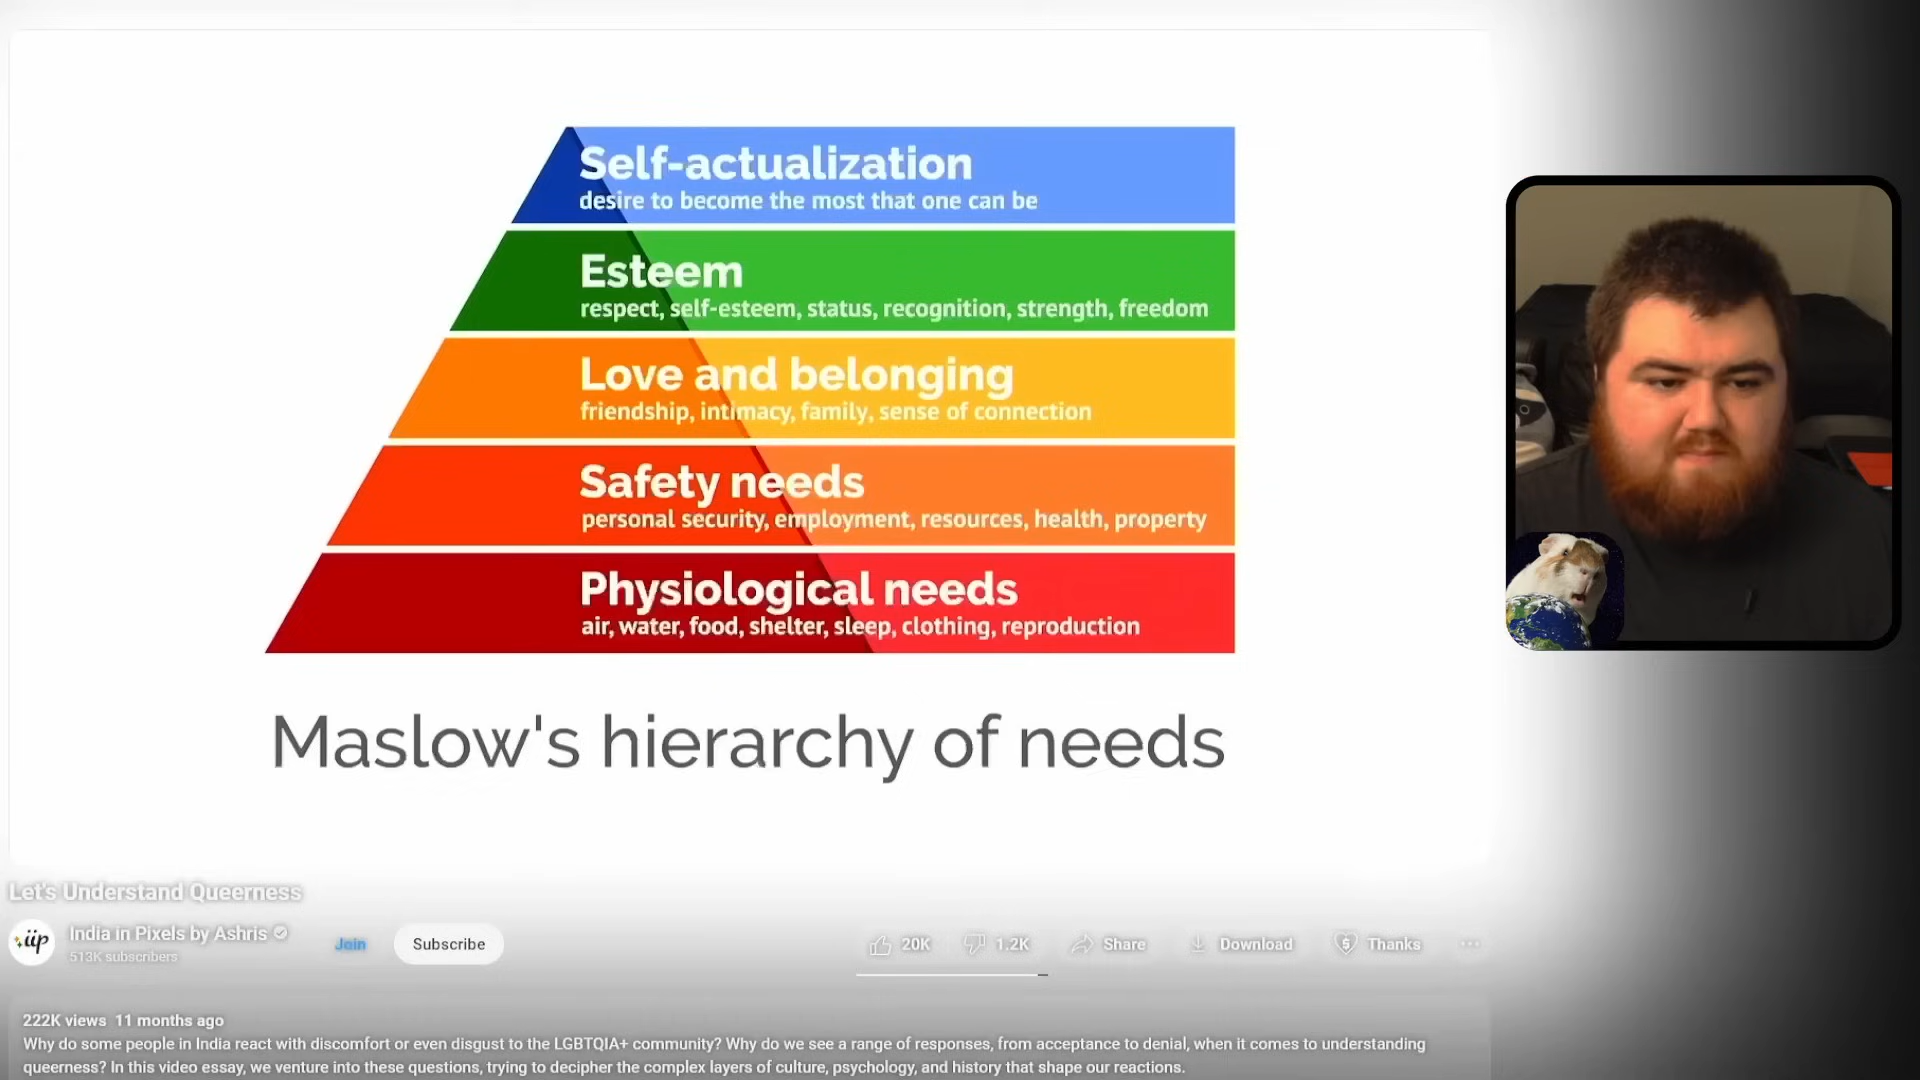 Self-actualization
desire to become the most that one can be
Esteem
respect, self-esteem, status, recognition, strength, freedom
Love and belonging
friendship, intimacy, family, sense of connection
Safety needs
personal security, employment, resources, health, property
Physiological needs
air, water, food, shelter, sleep, clothing, reproduction
Maslow's hierarchy of needs
Let's Understand Queerness
iip
India in Pixels by Ashris
513K subscribers
Join
Subscribe
20K
1.2K
Share
Download
Thanks
222K views 11 months ago
Why do some people in India react with discomfort or even disgust to the LGBTQIA+ community? Why do we see a range of responses, from acceptance to denial, when it comes to understanding
queerness? In this video essay, we venture into these questions, trying to decipher the complex layers of culture, psychology, and history that shape our reactions.